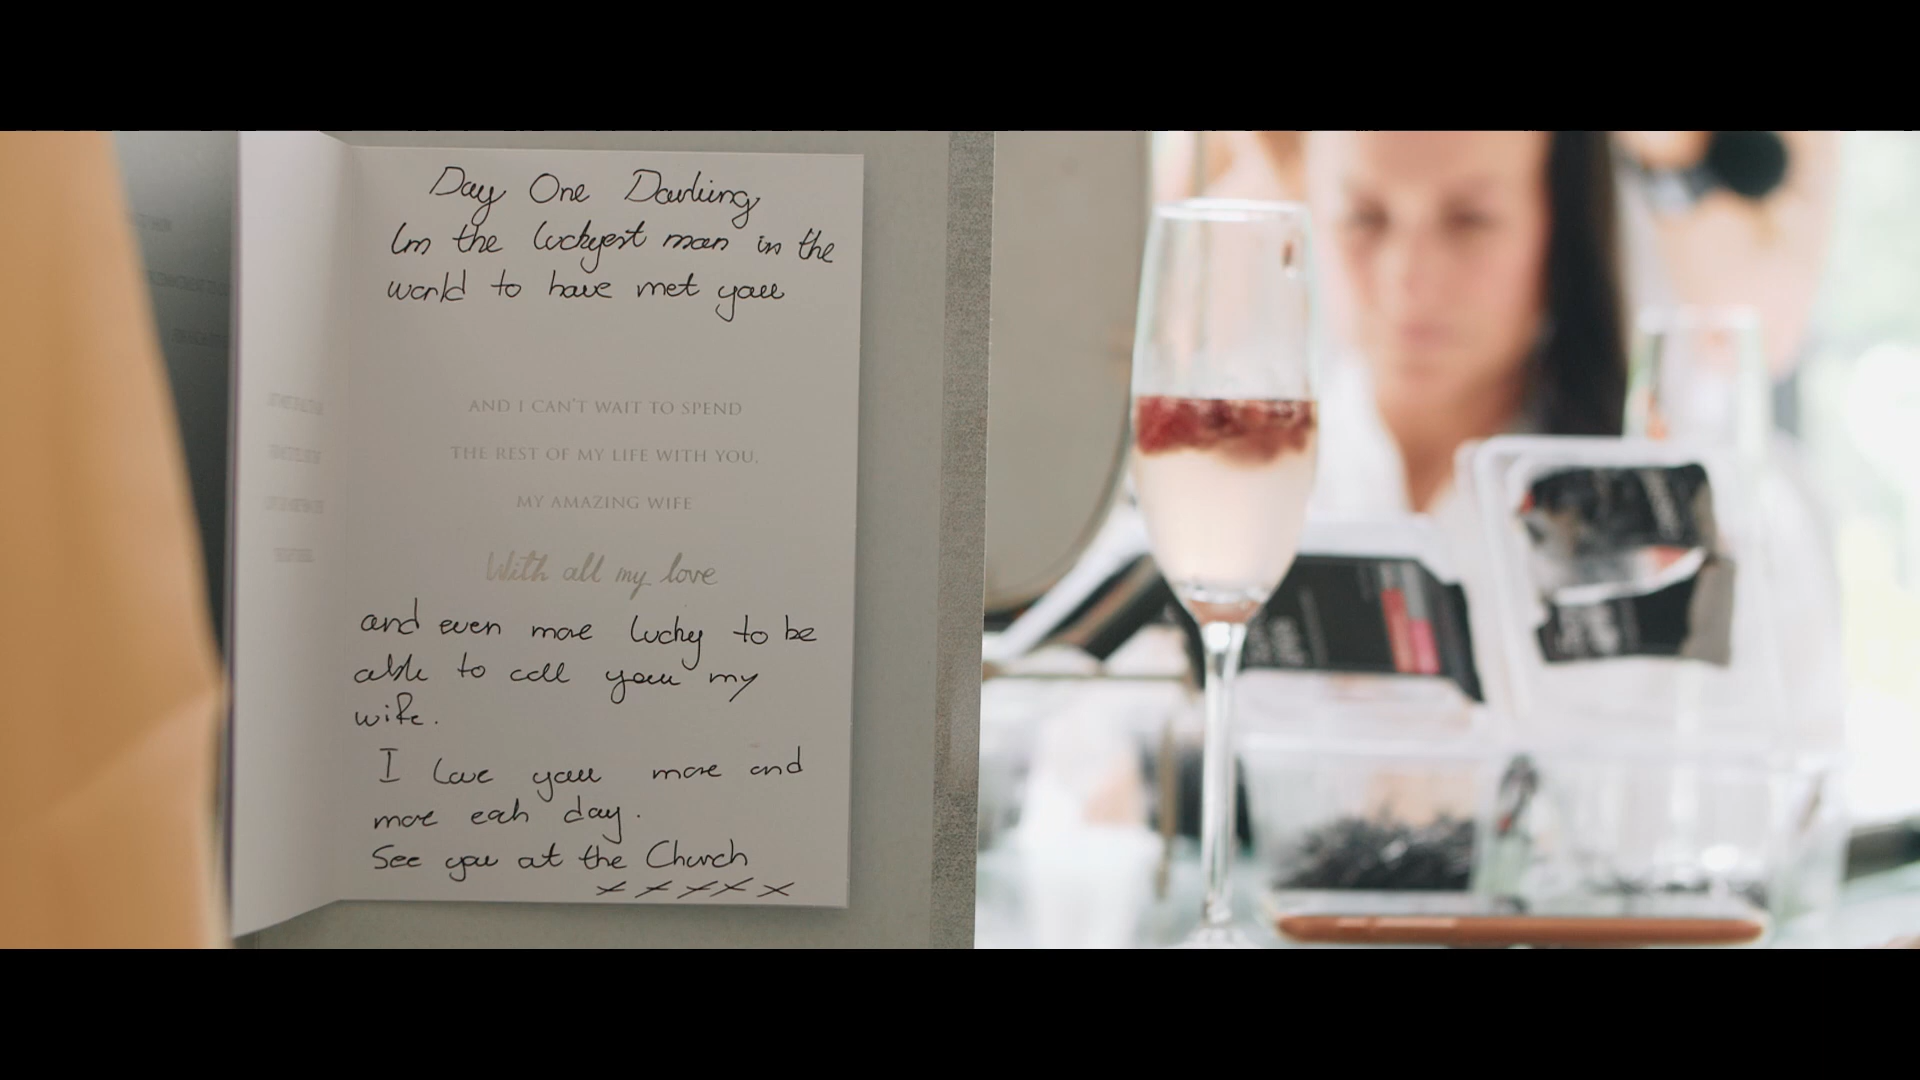 Day One Darling
Im the luckyest man in the
world to have met you
AND I CAN'T WAIT TO SPEND
THE REST OF MY LIFE WITH YOU,
MY AMAZING WIFE
With all my love
and even more lucky to be
able to call you my
wife.
I love you more and
more each day.
See you at the Church
x x x x x